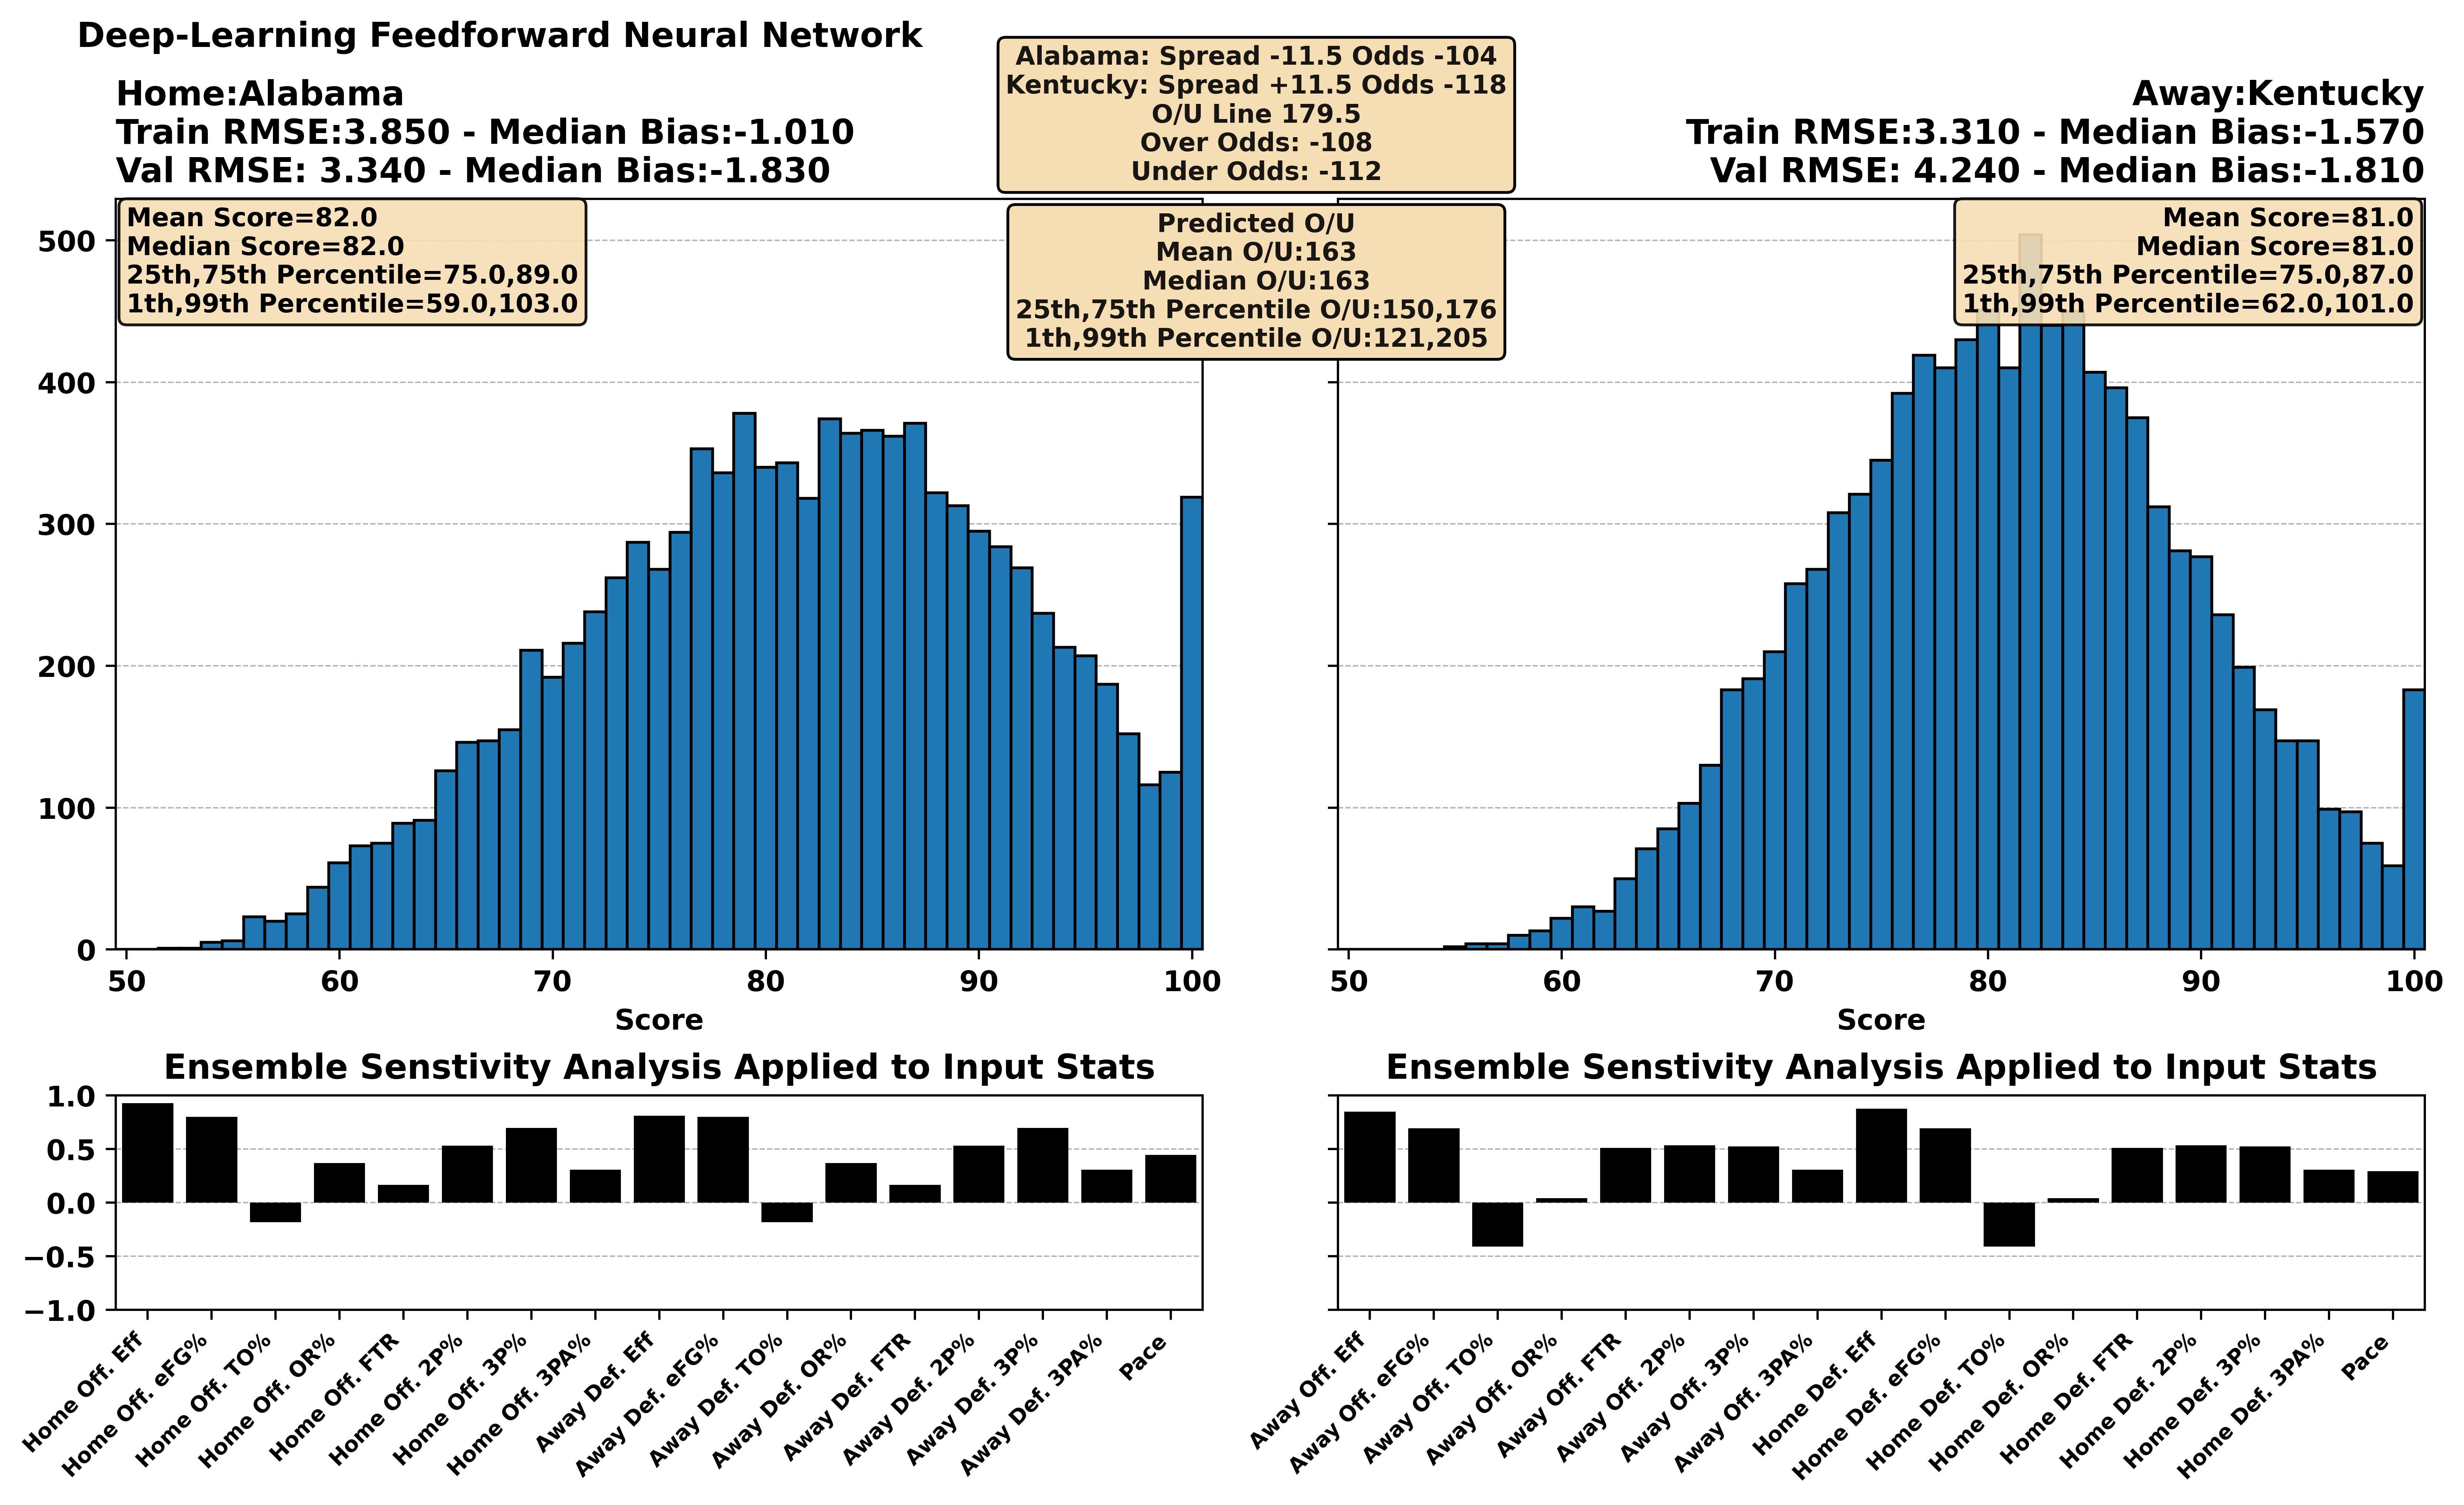 Deep-Learning Feedforward Neural Network
Home:Alabama
Train RMSE:3.850 - Median Bias:-1.010
Val RMSE: 3.340 - Median Bias:-1.830
Alabama: Spread -11.5 Odds -104
Kentucky: Spread +11.5 Odds -118
O/U Line 179.5
Over Odds: -108
Under Odds: -112
Away:Kentucky
Train RMSE:3.310 - Median Bias:-1.570
Val RMSE: 4.240 - Median Bias:-1.810
Mean Score=82.0
Median Score=82.0
25th,75th Percentile=75.0,89.0
1th,99th Percentile=59.0,103.0
Predicted O/U
Mean O/U:163
Median O/U:163
25th,75th Percentile O/U:150,176
1th,99th Percentile O/U:121,205
Mean Score=81.0
Median Score=81.0
25th,75th Percentile=75.0,87.0
1th,99th Percentile=62.0,101.0
500
400
300
200
100
0
50 60 70 80 90 100
Score
50 60 70 80 90 100
Score
Ensemble Senstivity Analysis Applied to Input Stats
1.0
0.5
0.0
−0.5
−1.0
Home Off. Eff
Home Off. eFG%
Home Off. TO%
Home Off. OR%
Home Off. FTR
Home Off. 2P%
Home Off. 3P%
Home Off. 3PA%
Away Def. Eff
Away Def. eFG%
Away Def. TO%
Away Def. OR%
Away Def. FTR
Away Def. 2P%
Away Def. 3P%
Away Def. 3PA%
Pace
Ensemble Senstivity Analysis Applied to Input Stats
Away Off. Eff
Away Off. eFG%
Away Off. TO%
Away Off. OR%
Away Off. FTR
Away Off. 2P%
Away Off. 3P%
Away Off. 3PA%
Home Def. Eff
Home Def. eFG%
Home Def. TO%
Home Def. OR%
Home Def. FTR
Home Def. 2P%
Home Def. 3P%
Home Def. 3PA%
Pace